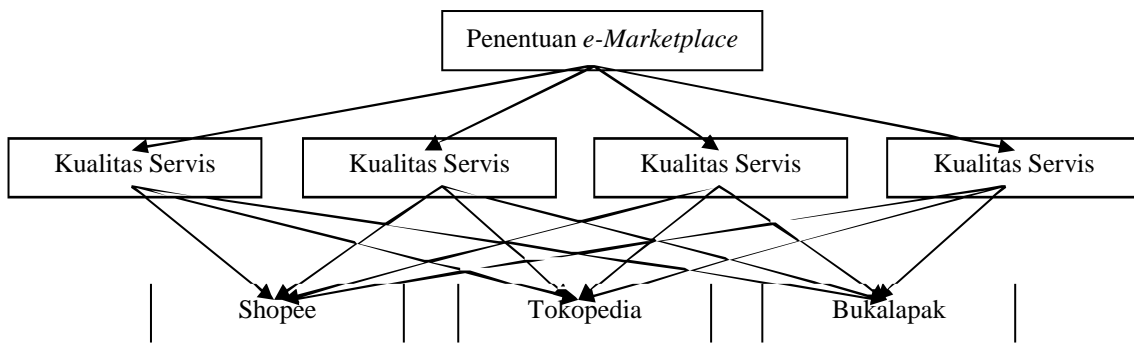 Penentuan e-Marketplace
Kualitas Servis
Kualitas Servis
Kualitas Servis
Kualitas Servis
Shopee
Tokopedia
Bukalapak